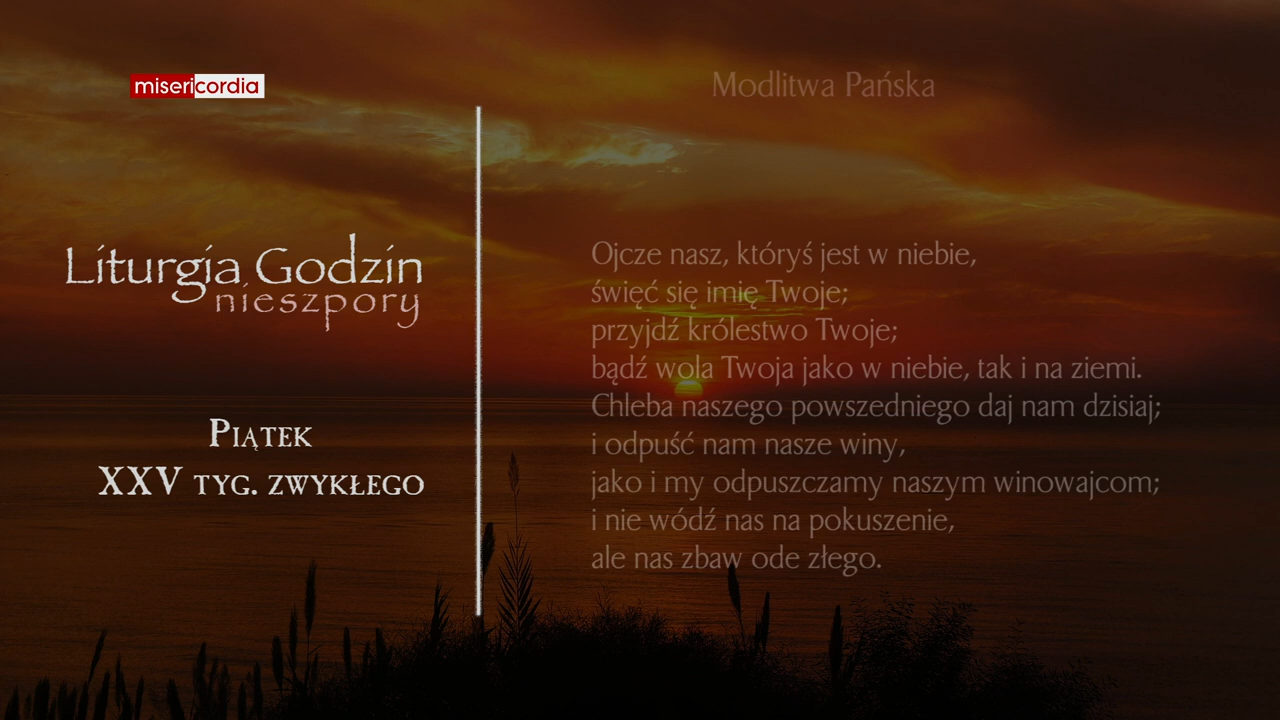 misericordia
Liturgia Godzin
nieszpory
Piątek
XXV tyg. zwykłego
Modlitwa Pańska
Ojcze nasz, któryś jest w niebie,
święć się imię Twoje;
przyjdź królestwo Twoje;
bądź wola Twoja jako w niebie, tak i na ziemi.
Chleba naszego powszedniego daj nam dzisiaj;
i odpuść nam nasze winy,
jako i my odpuszczamy naszym winowajcom;
i nie wódź nas na pokuszenie,
ale nas zbaw ode złego.